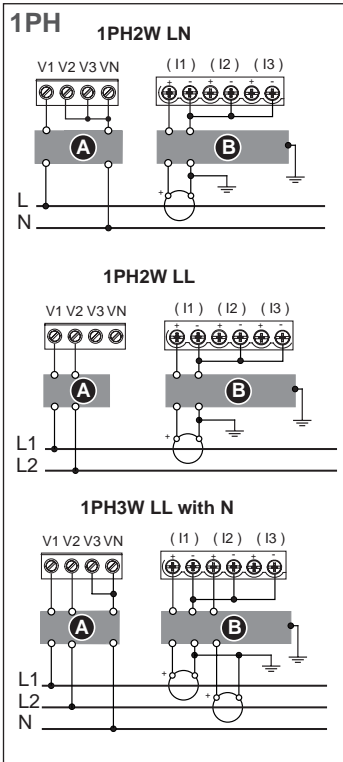 1PH
1PH2W LN
V1 V2 V3 VN
( I1 ) ( I2 ) ( I3 )
+ - + - + -
A
B
+
L
N
1PH2W LL
V1 V2 V3 VN
( I1 ) ( I2 ) ( I3 )
+ - + - + -
A
B
+
L1
L2
1PH3W LL with N
V1 V2 V3 VN
( I1 ) ( I2 ) ( I3 )
+ - + - + -
A
B
L1
+
L2
+
N